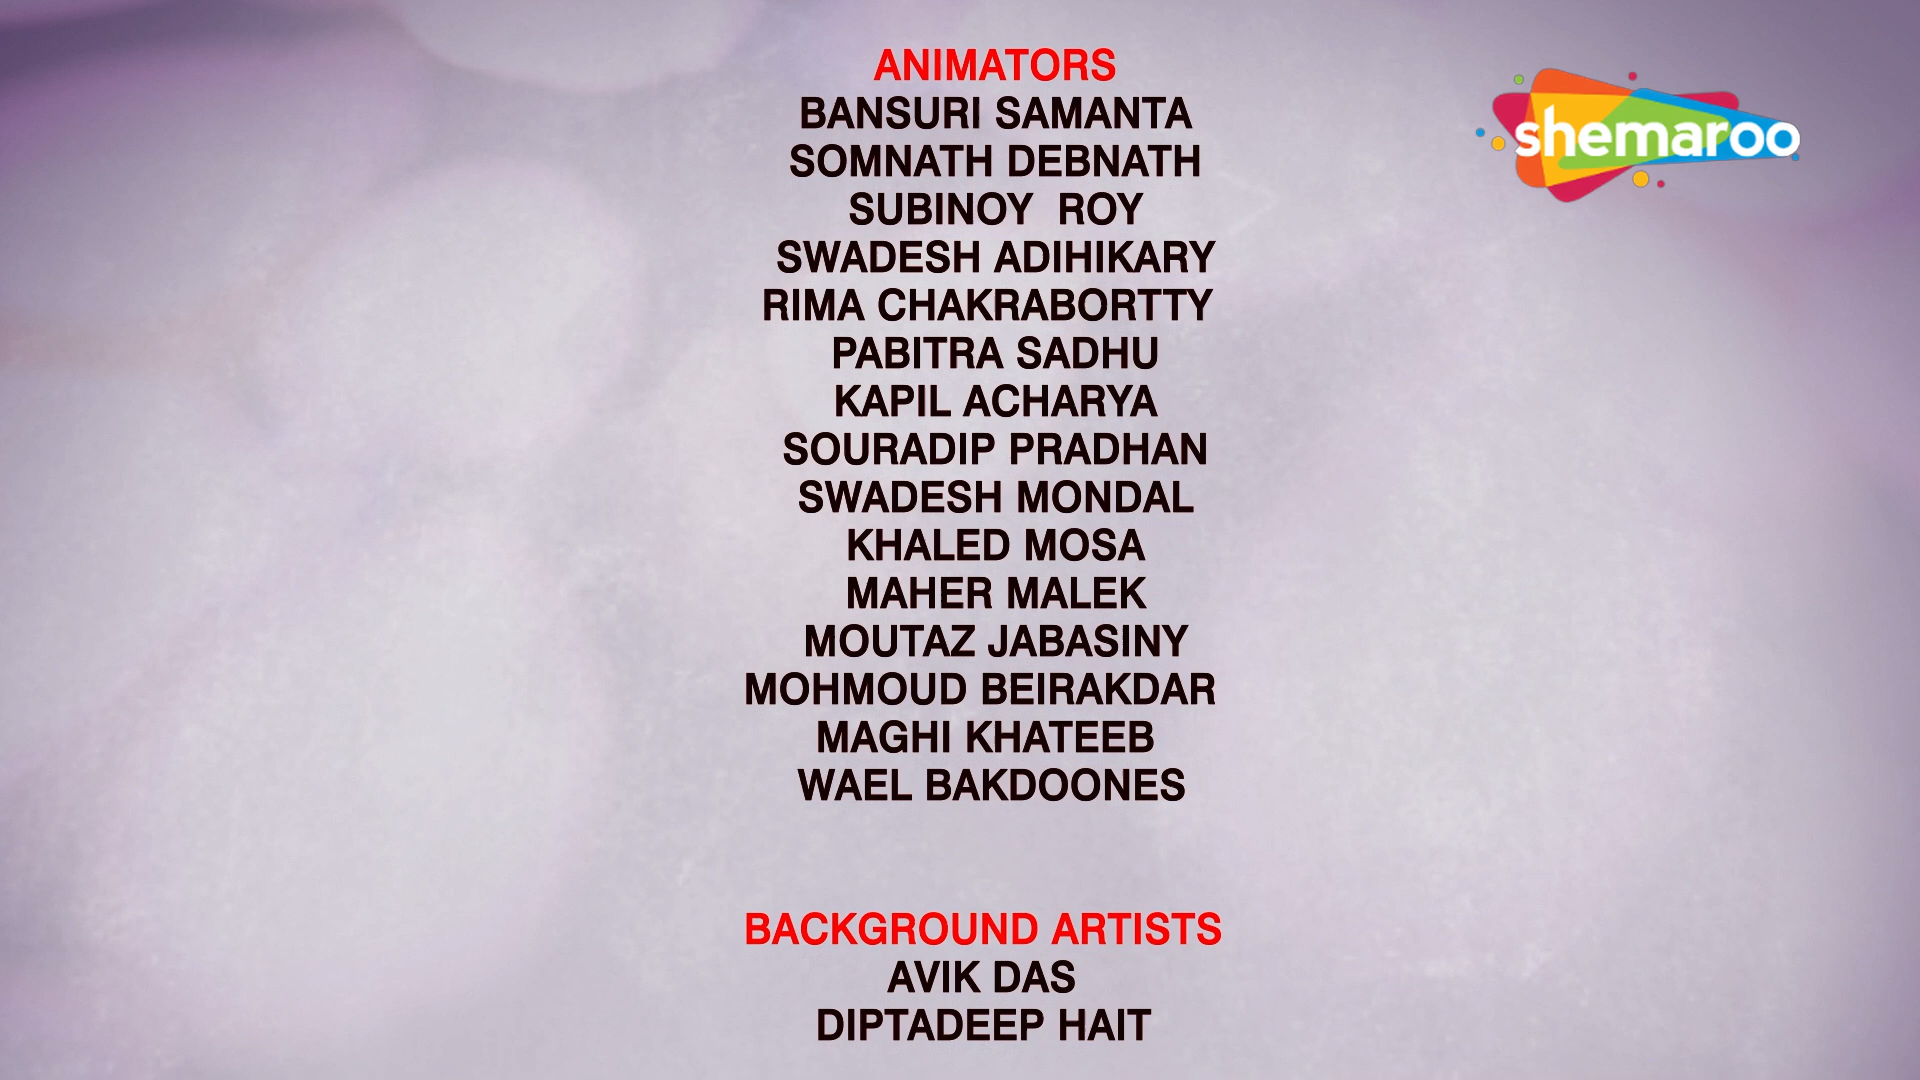 ANIMATORS
BANSURI SAMANTA
SOMNATH DEBNATH
SUBINOY  ROY
SWADESH ADIHIKARY
RIMA CHAKRABORTTY
PABITRA SADHU
KAPIL ACHARYA
SOURADIP PRADHAN
SWADESH MONDAL
KHALED MOSA
MAHER MALEK
MOUTAZ JABASINY
MOHMOUD BEIRAKDAR
MAGHI KHATEEB
WAEL BAKDOONES
BACKGROUND ARTISTS
AVIK DAS
DIPTADEEP HAIT
shemaroo